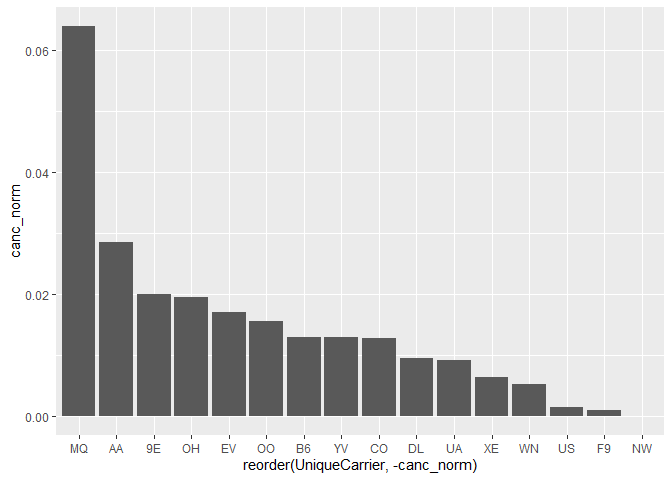 0.06
0.04
0.02
0.00
canc_norm
MQ AA 9E OH EV OO B6 YV CO DL UA XE WN US F9 NW
reorder(UniqueCarrier, -canc_norm)